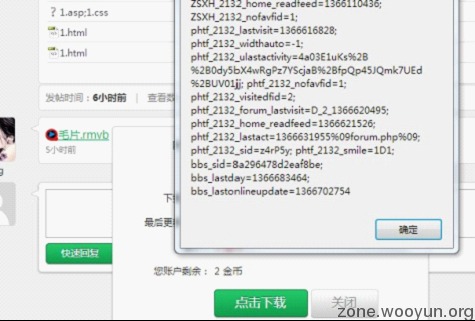 ZSXH_2132_home_readfeed=1366110436;
ZSXH_2132_nofavfid=1;
phtf_2132_lastvisit=1366616828;
phtf_2132_widthauto=-1;
phtf_2132_ulastactivity=4a03E1uKs%2B
%2B0dy5bX4wRgPz7YScjaB%2BfpQp45JQmk7UEd
%2BUV01jj; phtf_2132_nofavfid=1;
phtf_2132_visitedfid=2;
phtf_2132_forum_lastvisit=D_2_1366620495;
phtf_2132_home_readfeed=1366621526;
phtf_2132_lastact=1366631955%09forum.php%09;
phtf_2132_sid=z4rP5y; phtf_2132_smile=1D1;
bbs_sid=8a296478d2eaf8be;
bbs_lastday=1366683464;
bbs_lastonlineupdate=1366702754
确定
? 1.asp;1.css
1.html
1.html
发帖时间：6小时前 | 查看数
毛片.rmvb
5小时前
下
最后更
快速回复
您账户剩余： 2 金币
点击下载
关闭
zone.wooyun.org